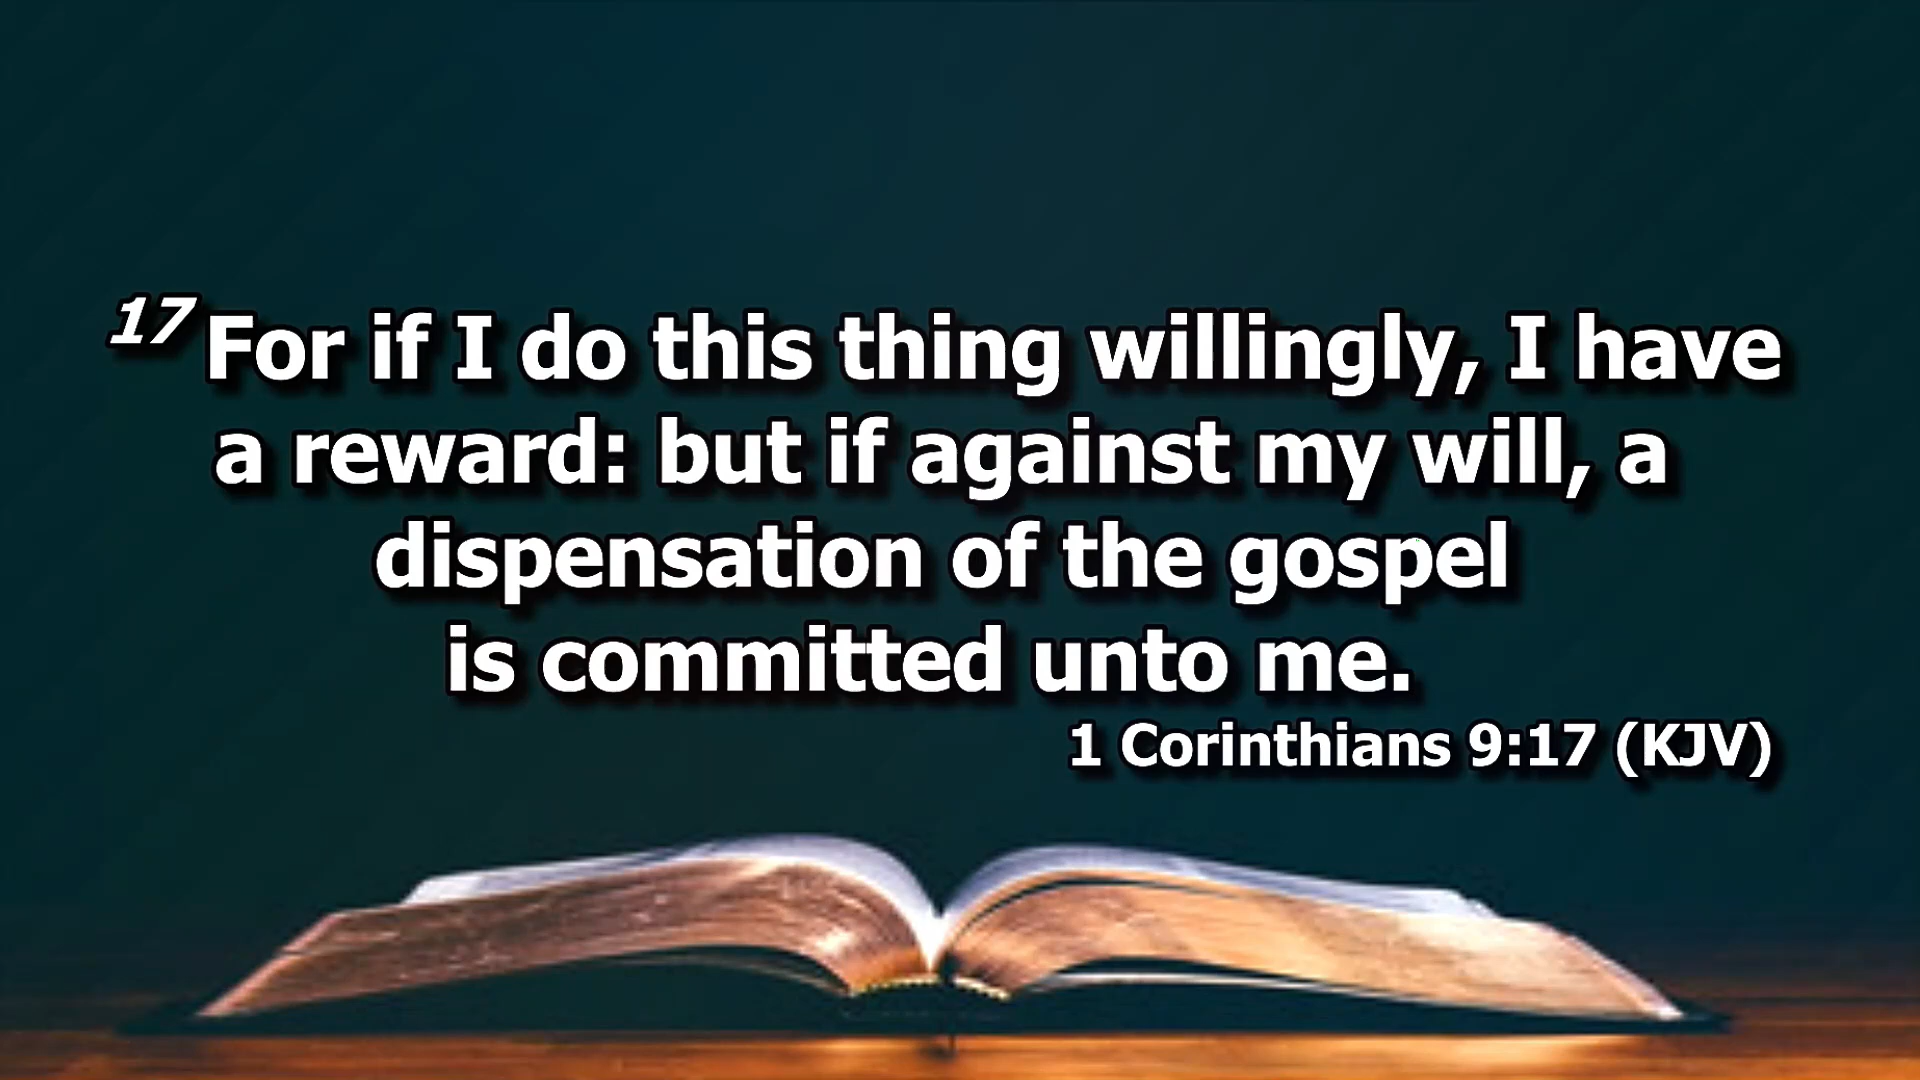 17 For if I do this thing willingly, I have
a reward: but if against my will, a
dispensation of the gospel
is committed unto me.
1 Corinthians 9:17 (KJV)